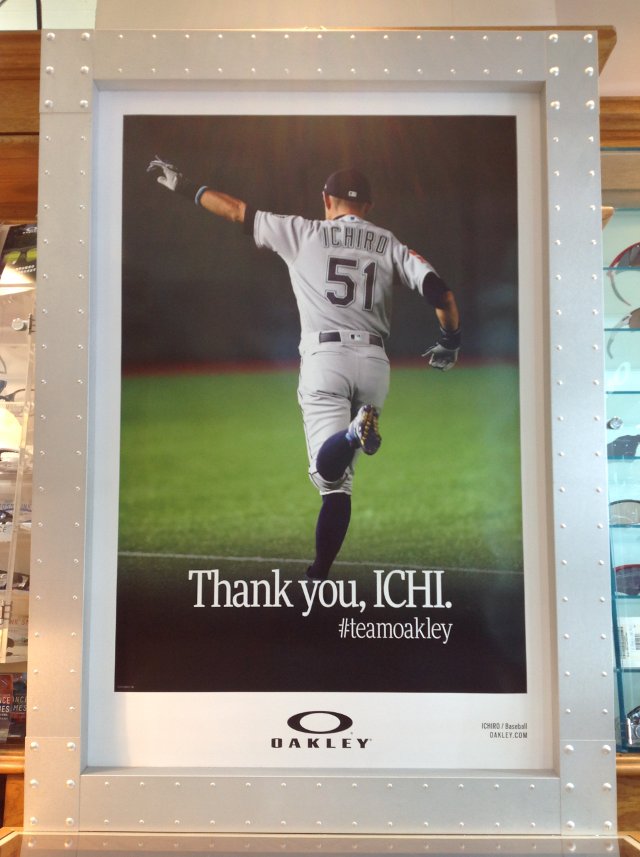 ICHIRO
51
Thank you, ICHI.
#teamoakley
OAKLEY
ICHIRO / Baseball
OAKLEY.COM